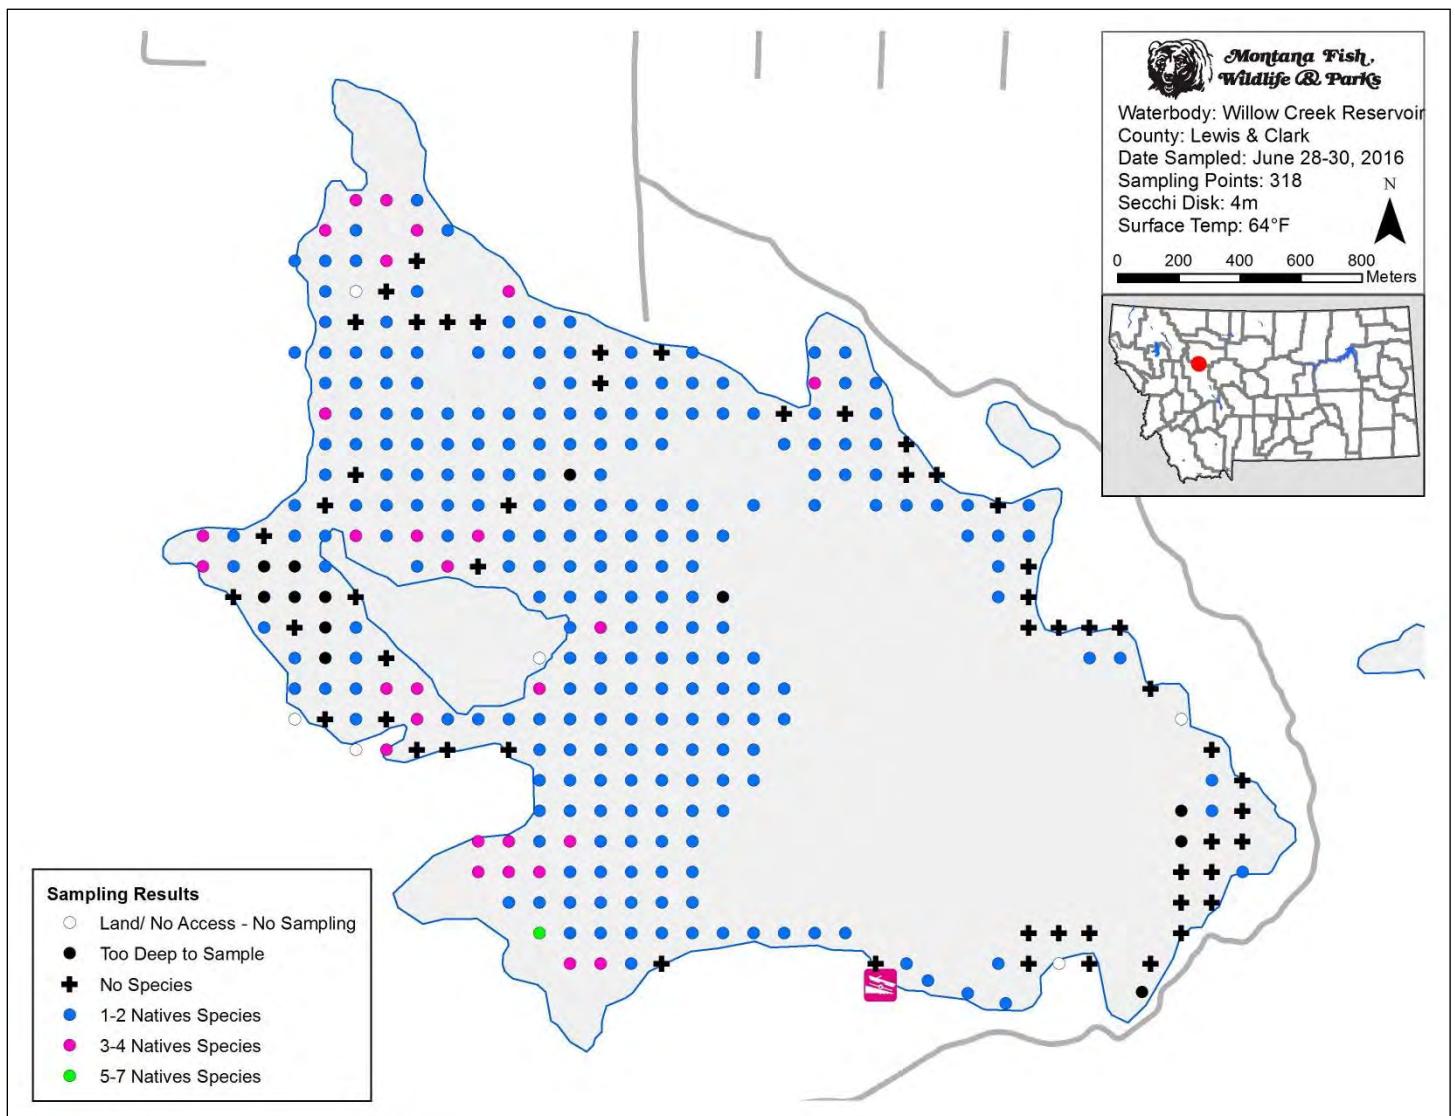 Montana Fish,
Wildlife & Parks
Waterbody: Willow Creek Reservoir
County: Lewis & Clark
Date Sampled: June 28-30, 2016
Sampling Points: 318
Secchi Disk: 4m
Surface Temp: 64°F
N
0 200 400 600 800
Meters
Sampling Results
Land/ No Access - No Sampling
Too Deep to Sample
No Species
1-2 Natives Species
3-4 Natives Species
5-7 Natives Species